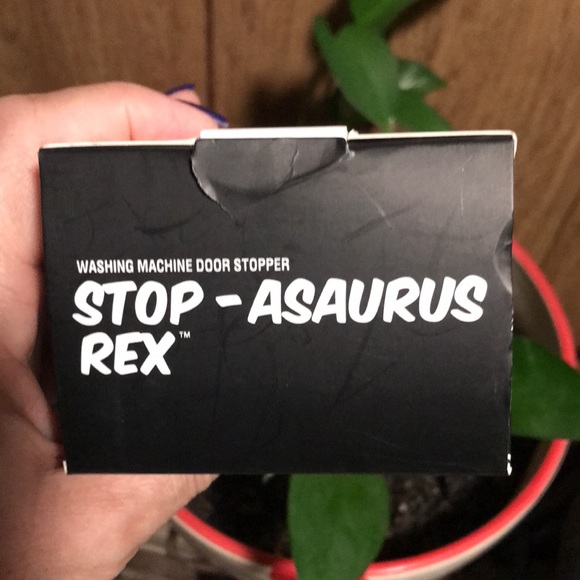 WASHING MACHINE DOOR STOPPER
STOP - ASAURUS
REX™